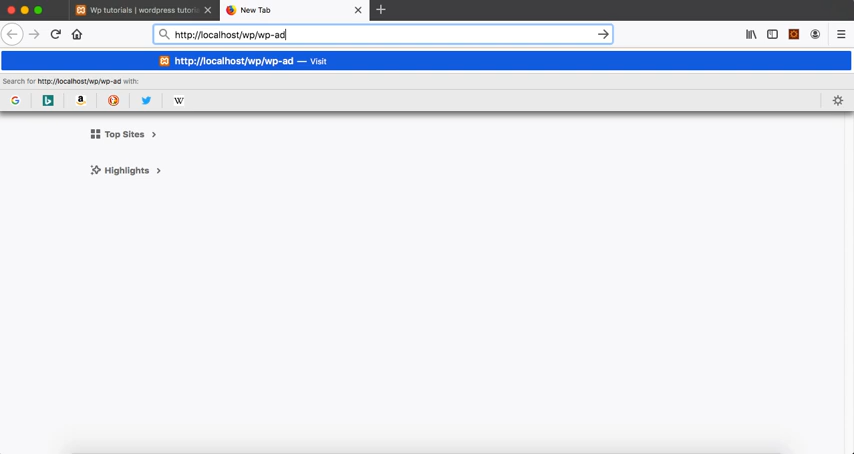 Wp tutorials | wordpress tutoria
New Tab
http://localhost/wp/wp-ad
http://localhost/wp/wp-ad — Visit
Search for http://localhost/wp/wp-ad with:
Top Sites
Highlights